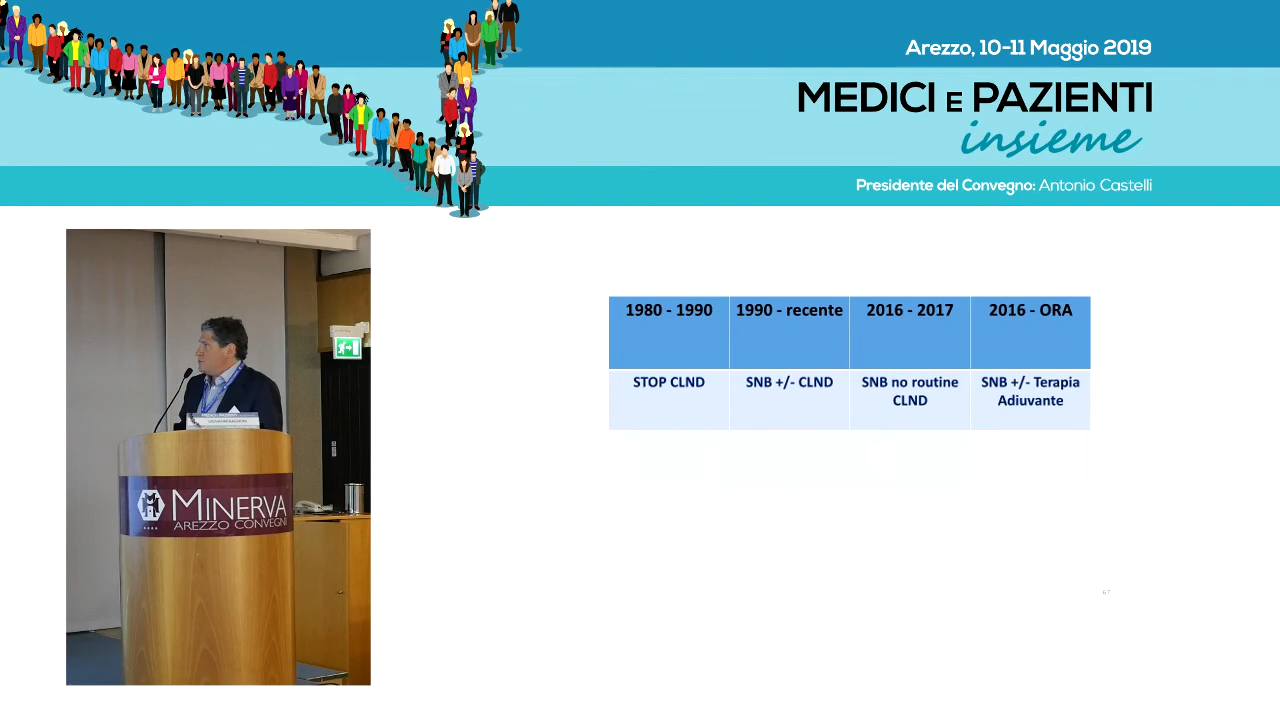 Arezzo, 10-11 Maggio 2019
MEDICI E PAZIENTI
insieme
Presidente del Convegno: Antonio Castelli
1980 - 1990
1990 - recente
2016 - 2017
2016 - ORA
STOP CLND
SNB +/- CLND
SNB no routine
CLND
SNB +/- Terapia
Adiuvante
MINERVA
AREZZO CONVEGNI
67